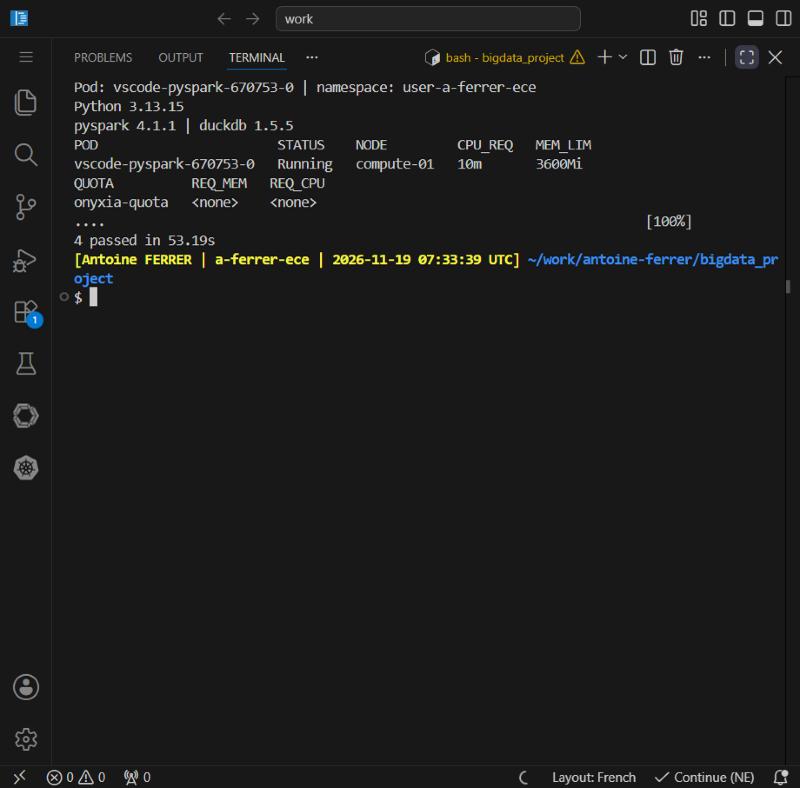 work
PROBLEMS OUTPUT TERMINAL ··· bash - bigdata_project
Pod: vscode-pyspark-670753-0 | namespace: user-a-ferrer-ece
Python 3.13.15
pyspark 4.1.1 | duckdb 1.5.5
POD STATUS NODE CPU_REQ MEM_LIM
vscode-pyspark-670753-0 Running compute-01 10m 3600Mi
QUOTA REQ_MEM REQ_CPU
onyxia-quota <none> <none>
.... [100%]
4 passed in 53.19s
[Antoine FERRER | a-ferrer-ece | 2026-11-19 07:33:39 UTC] ~/work/antoine-ferrer/bigdata_pr
oject
$
1
0 0 0 Layout: French Continue (NE)